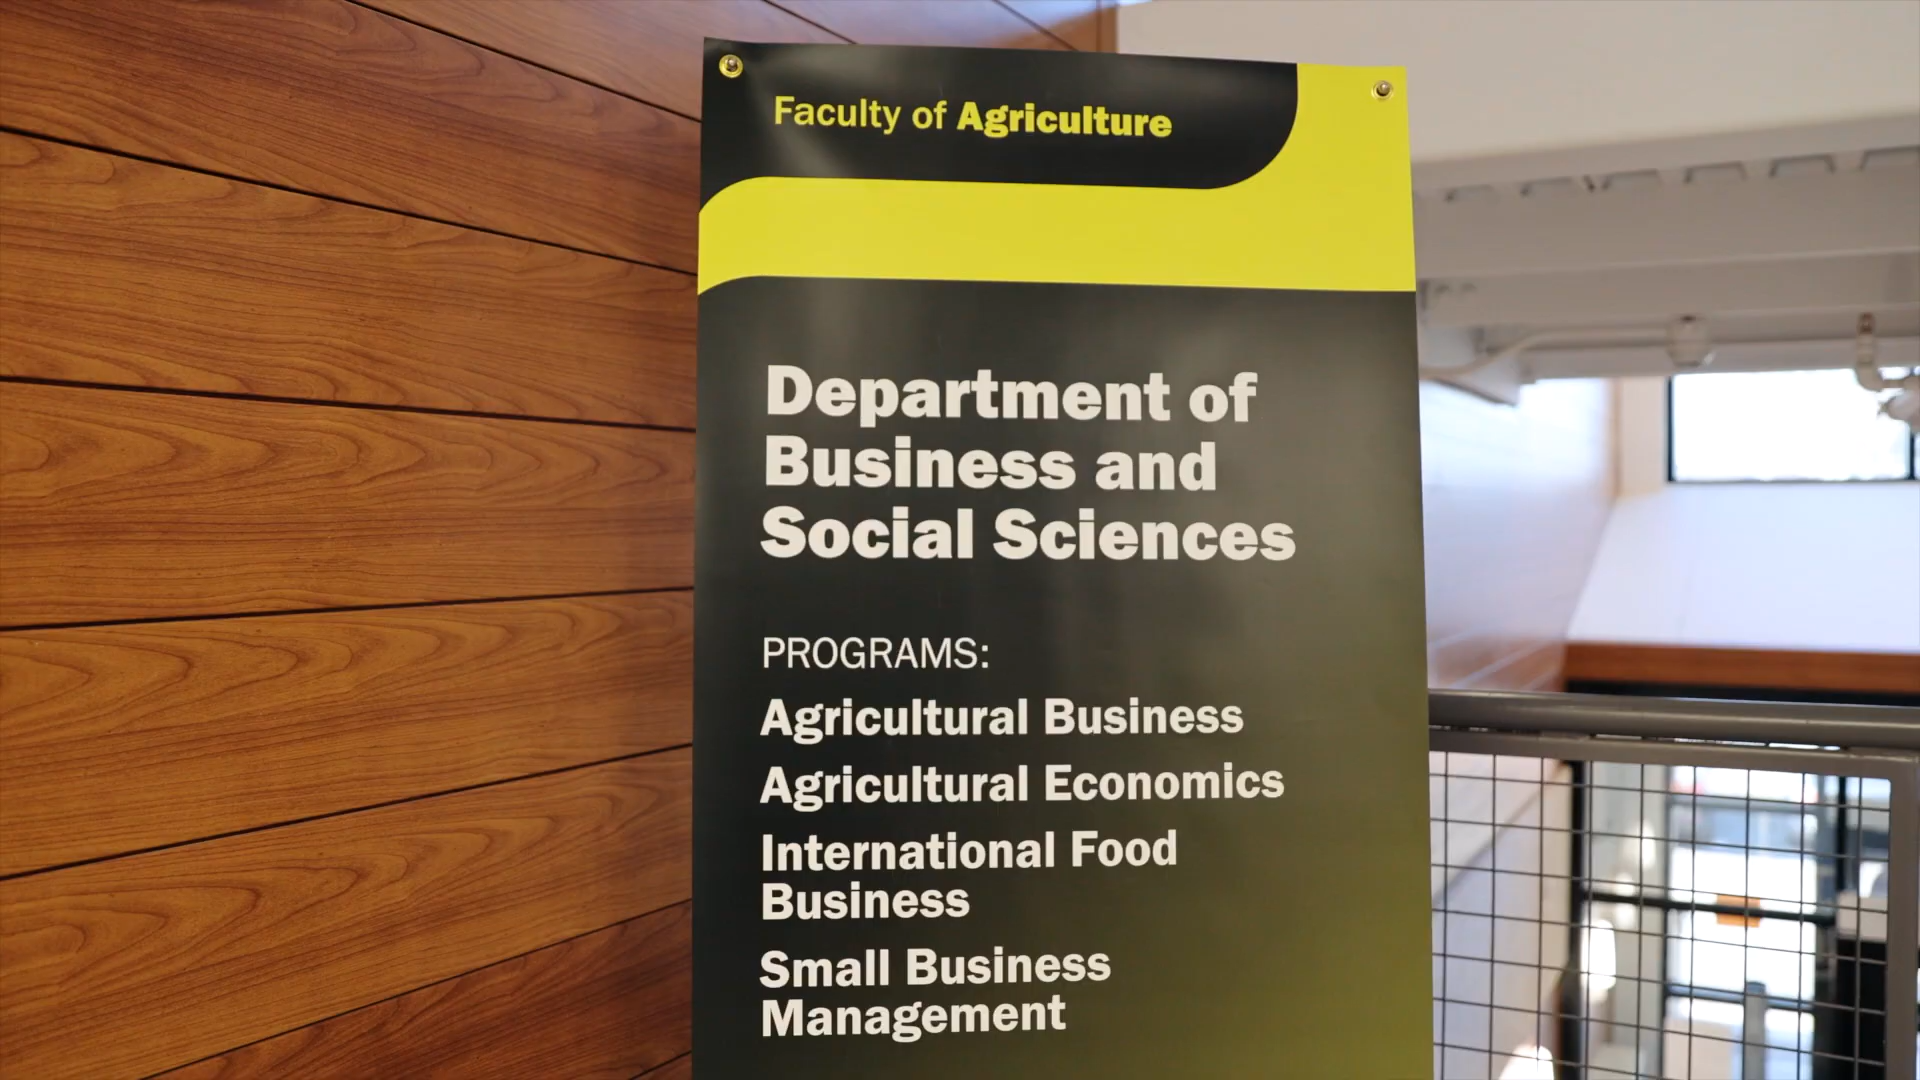 Faculty of Agriculture
Department of
Business and
Social Sciences
PROGRAMS:
Agricultural Business
Agricultural Economics
International Food
Business
Small Business
Management